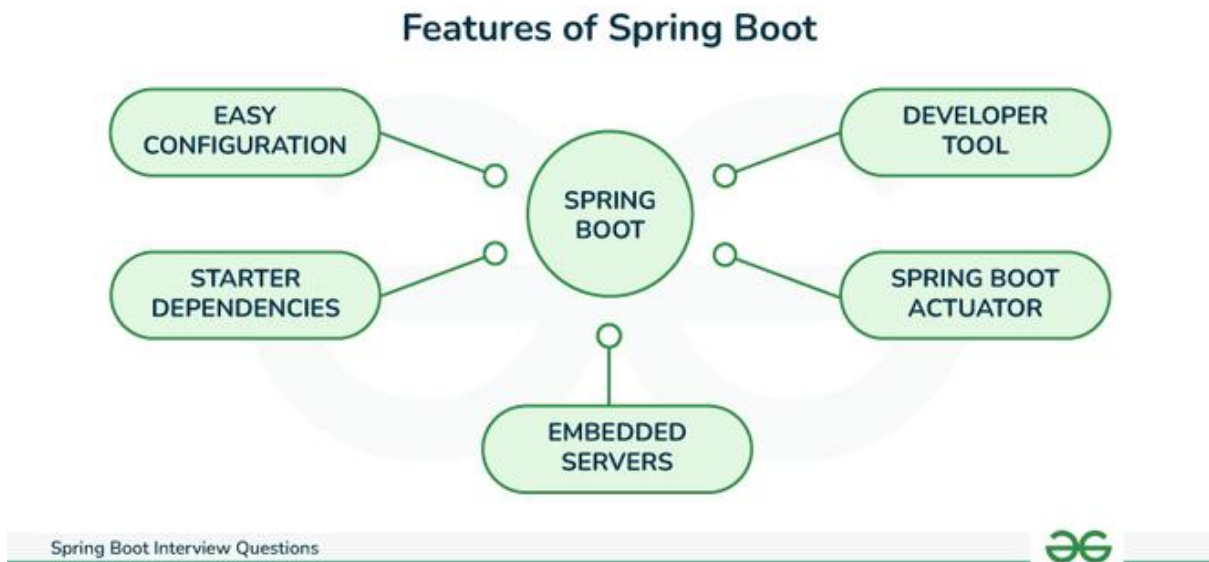 Features of Spring Boot
EASY
CONFIGURATION
DEVELOPER
TOOL
SPRING
BOOT
STARTER
DEPENDENCIES
SPRING BOOT
ACTUATOR
EMBEDDED
SERVERS
Spring Boot Interview Questions